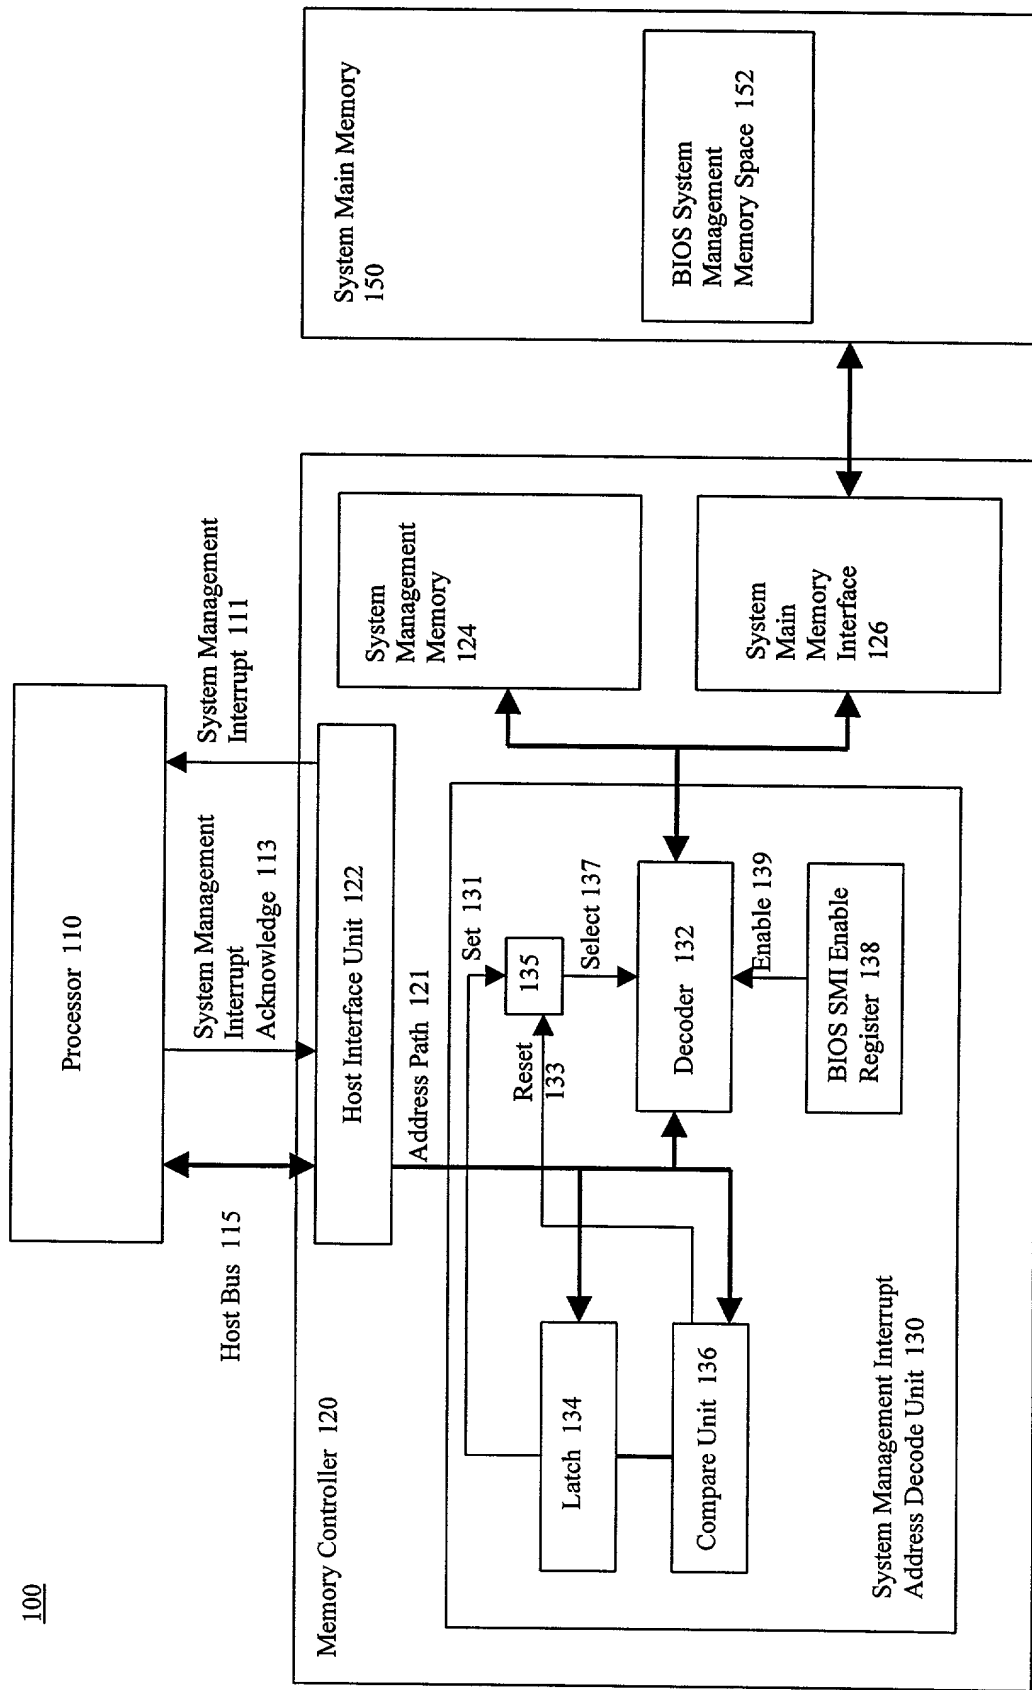 100
Processor 110
Host Bus 115
System Management
Interrupt
Acknowledge 113
System Management
Interrupt 111
Memory Controller 120
Host Interface Unit 122
Address Path 121
System
Management
Memory
124
System
Main
Memory
Interface
126
System Main Memory
150
BIOS System
Management
Memory Space 152
Set 131
Reset
133
135
Select 137
Latch 134
Compare Unit 136
Decoder 132
Enable 139
BIOS SMI Enable
Register 138
System Management Interrupt
Address Decode Unit 130